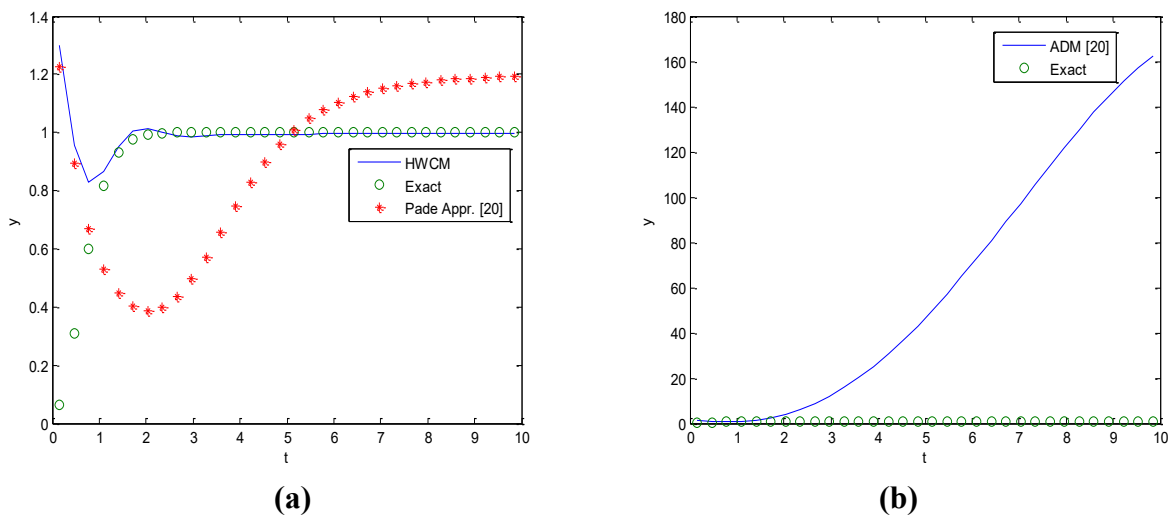 1.4
1.2
1
0.8
0.6
0.4
0.2
0
y
0 1 2 3 4 5 6 7 8 9 10
t
HWCM
Exact
Pade Appr. [20]
(a)
180
160
140
120
100
80
60
40
20
0
y
0 1 2 3 4 5 6 7 8 9 10
t
ADM [20]
Exact
(b)